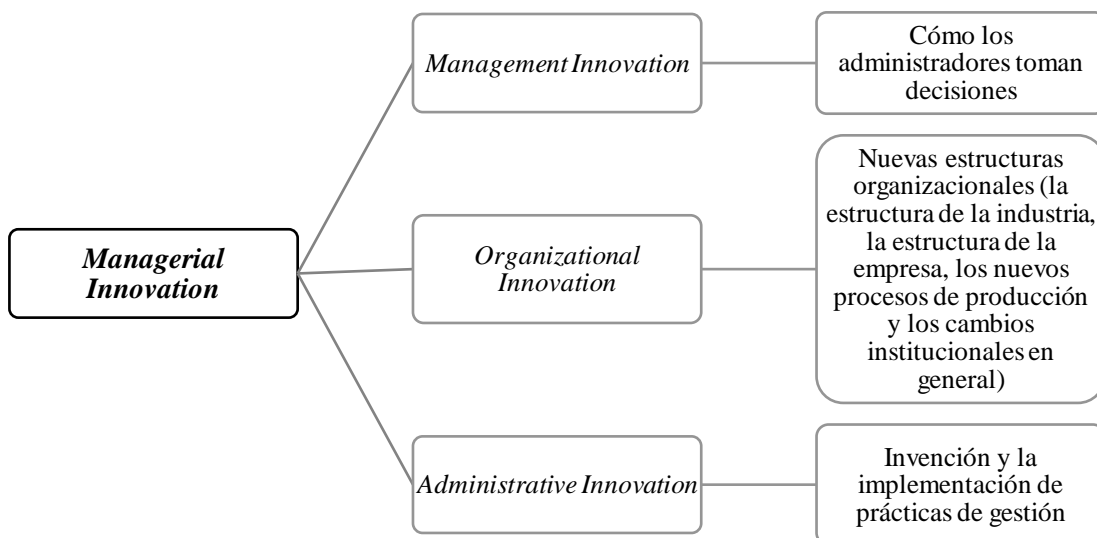 Managerial
Innovation
Management Innovation
Cómo los
administradores toman
decisiones
Organizational
Innovation
Nuevas estructuras
organizacionales (la
estructura de la industria,
la estructura de la
empresa, los nuevos
procesos de producción
y los cambios
institucionales en
general)
Administrative Innovation
Invención y la
implementación de
prácticas de gestión